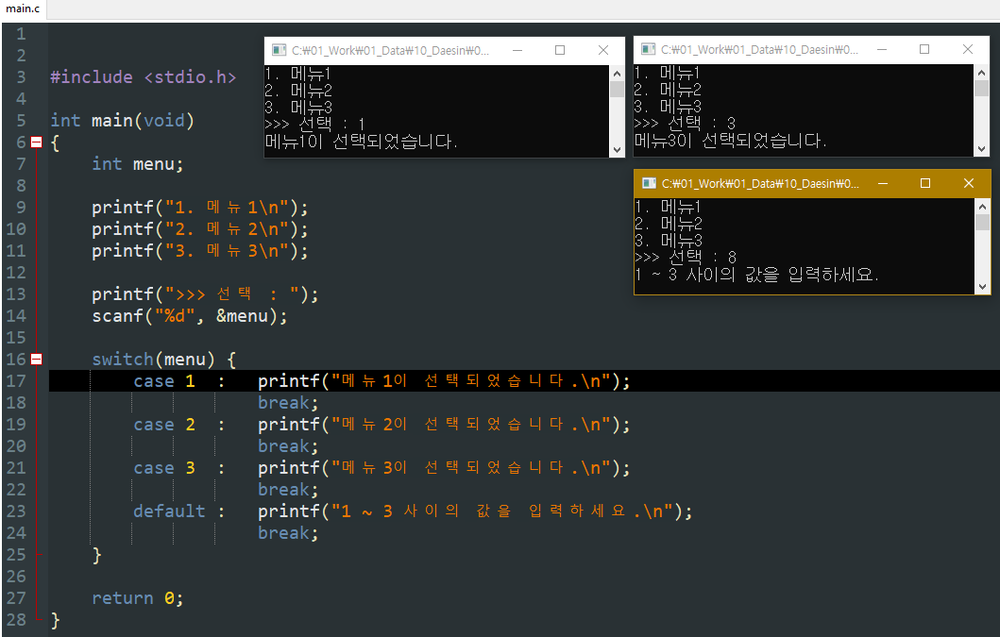 main.c
1
2
3 #include <stdio.h>
4
5 int main(void)
6 {
7 int menu;
8
9 printf("1. 메뉴1\n");
10 printf("2. 메뉴2\n");
11 printf("3. 메뉴3\n");
12
13 printf(">>> 선택 : ");
14 scanf("%d", &menu);
15
16 switch(menu) {
17 case 1 : printf("메뉴1이 선택되었습니다.\n");
18 break;
19 case 2 : printf("메뉴2이 선택되었습니다.\n");
20 break;
21 case 3 : printf("메뉴3이 선택되었습니다.\n");
22 break;
23 default : printf("1 ~ 3 사이의 값을 입력하세요.\n");
24 break;
25 }
26
27 return 0;
28 }
C:₩01_Work₩01_Data₩10_Daesin₩0...
1. 메뉴1
2. 메뉴2
3. 메뉴3
>>> 선택 : 1
메뉴1이 선택되었습니다.
C:₩01_Work₩01_Data₩10_Daesin₩0...
1. 메뉴1
2. 메뉴2
3. 메뉴3
>>> 선택 : 3
메뉴3이 선택되었습니다.
C:₩01_Work₩01_Data₩10_Daesin₩0...
1. 메뉴1
2. 메뉴2
3. 메뉴3
>>> 선택 : 8
1 ~ 3 사이의 값을 입력하세요.